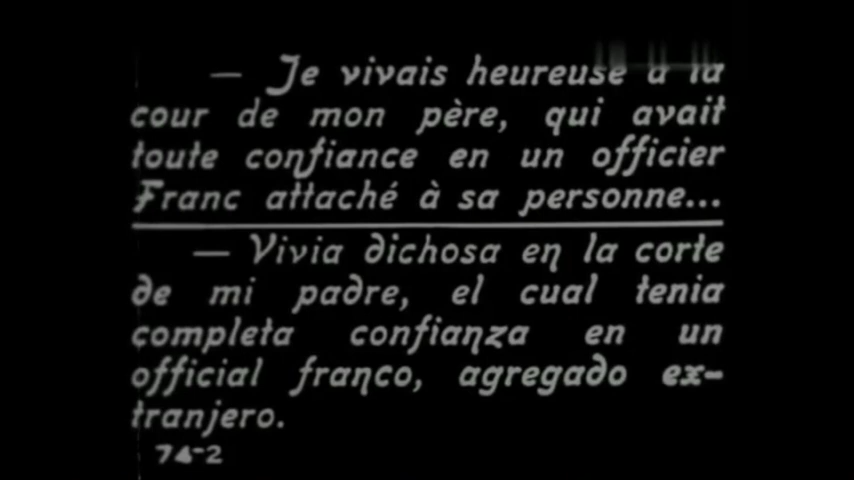 — Je vivais heureuse à la
cour de mon père, qui avait
toute confiance en un officier
Franc attaché à sa personne...
— Vivia dichosa en la corte
de mi padre, el cual tenia
completa confianza en un
official franco, agregado ex-
tranjero.
74-2